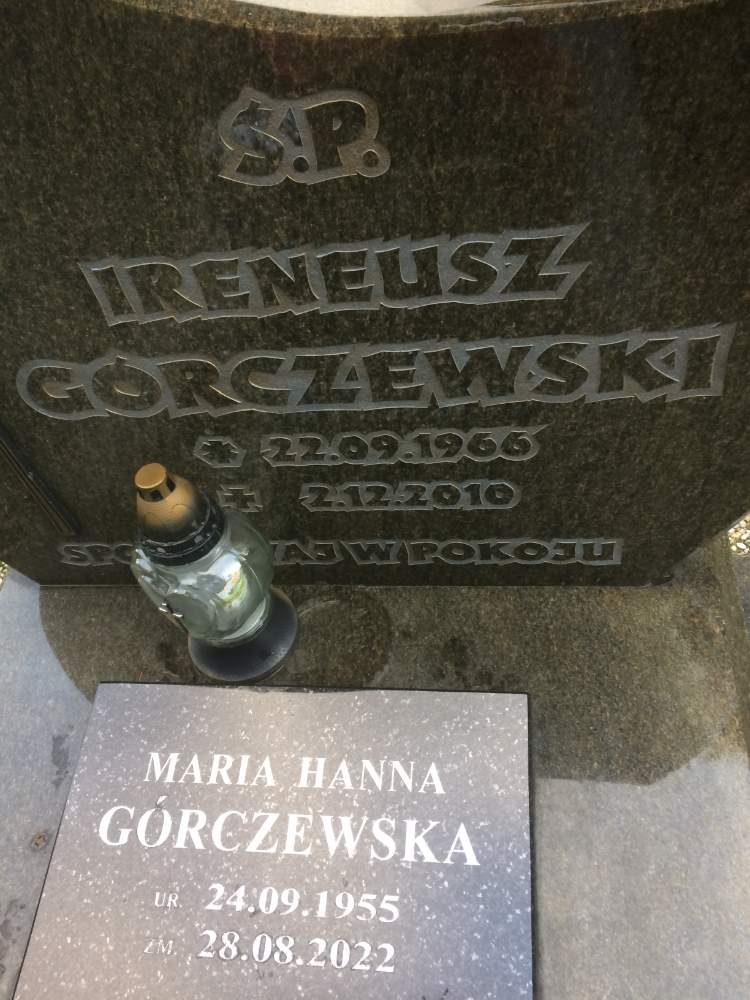 Ś.P.
IRENEUSZ
GÓRCZEWSKI
* 22.09.1966
✝ 2.12.2010
W POKOJU
MARIA HANNA
GÓRCZEWSKA
UR. 24.09.1955
ZM. 28.08.2022